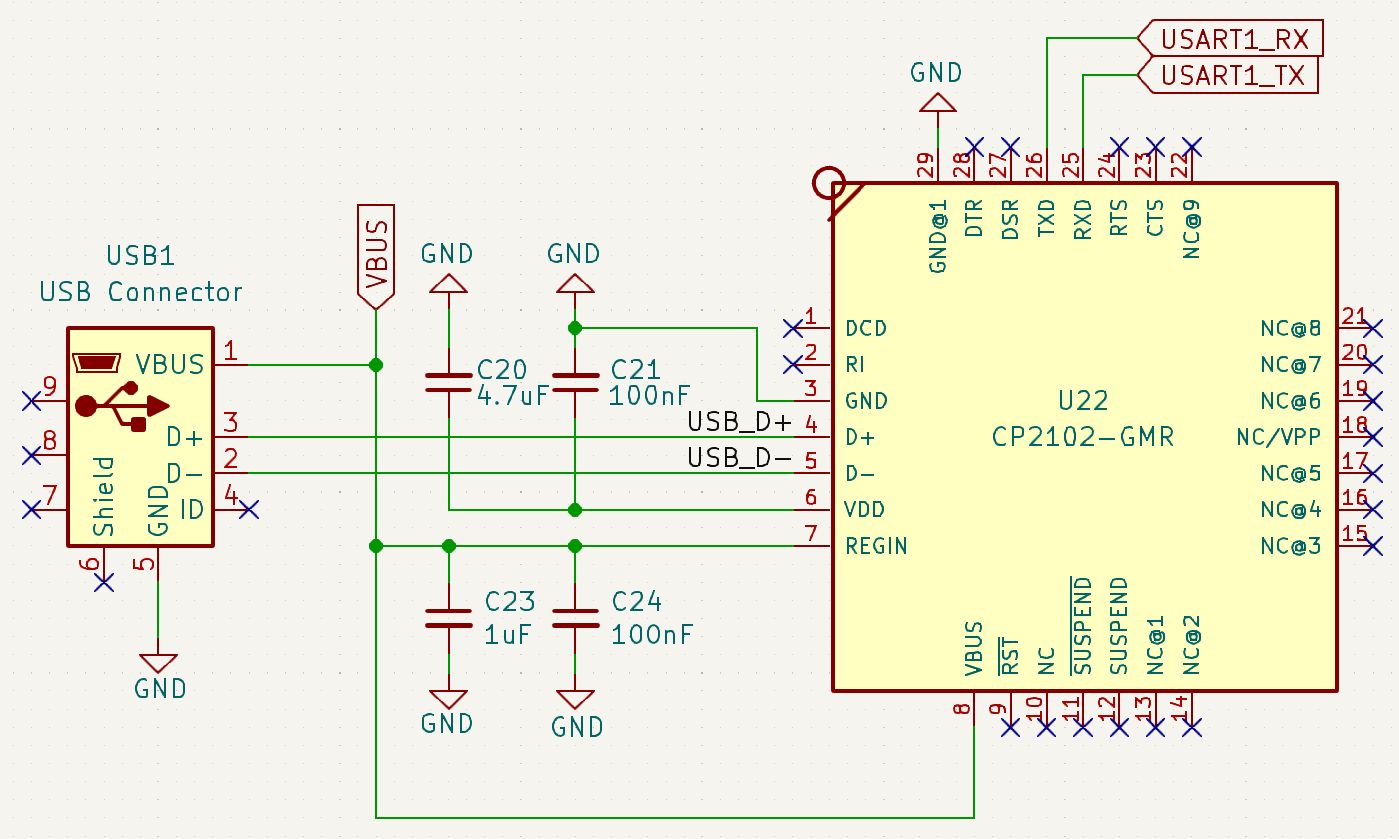 USART1_RX
USART1_TX
GND
29
28
27
26
25
24
23
22
GND@1
DTR
DSR
TXD
RXD
RTS
CTS
NC@9
USB1
USB Connector
VBUS
GND
GND
VBUS
1
D+
3
D-
2
ID
4
9
8
7
Shield
GND
6
5
GND
C20
4.7uF
C21
100nF
USB_D+
USB_D-
C23
1uF
C24
100nF
GND
GND
1
DCD
2
RI
3
GND
4
D+
5
D-
6
VDD
7
REGIN
U22
CP2102-GMR
NC@8
21
NC@7
20
NC@6
19
NC/VPP
18
NC@5
17
NC@4
16
NC@3
15
VBUS
RST
NC
SUSPEND
SUSPEND
NC@1
NC@2
8
9
10
11
12
13
14